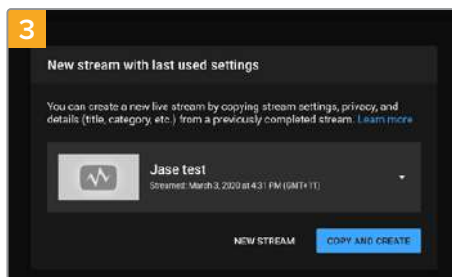 3
New stream with last used settings
You can create a new live stream by copying stream settings, privacy, and
details (title, category, etc.) from a previously completed stream. Learn more
Jase test
Streamed: March 3, 2020 at 4:31 PM (GMT+11)
NEW STREAM COPY AND CREATE